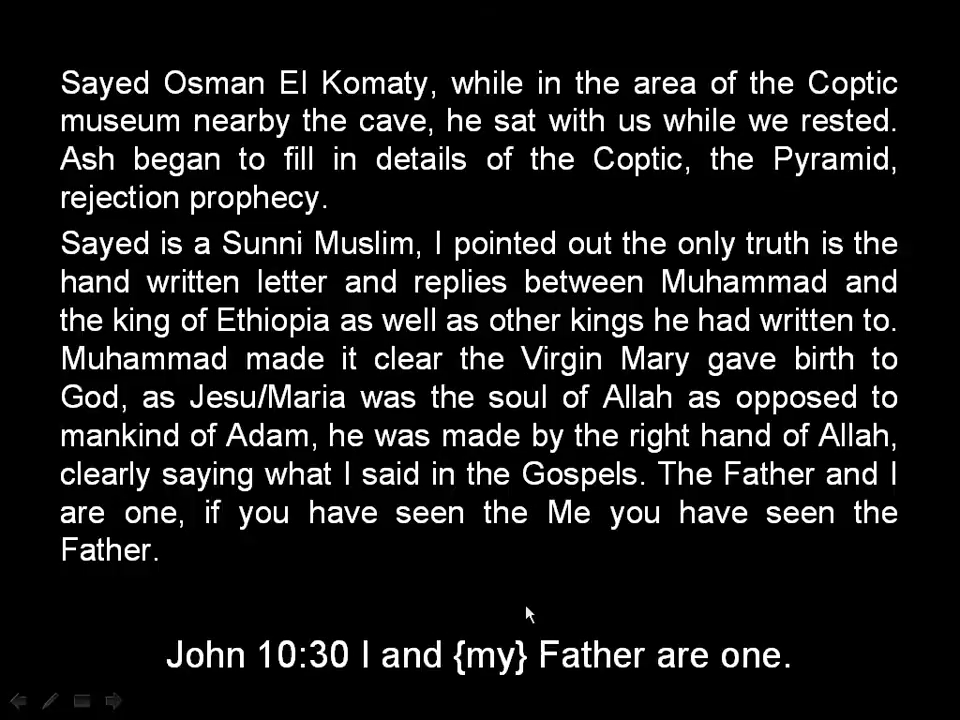 Sayed Osman El Komaty, while in the area of the Coptic
museum nearby the cave, he sat with us while we rested.
Ash began to fill in details of the Coptic, the Pyramid,
rejection prophecy.
Sayed is a Sunni Muslim, I pointed out the only truth is the
hand written letter and replies between Muhammad and
the king of Ethiopia as well as other kings he had written to.
Muhammad made it clear the Virgin Mary gave birth to
God, as Jesu/Maria was the soul of Allah as opposed to
mankind of Adam, he was made by the right hand of Allah,
clearly saying what I said in the Gospels. The Father and I
are one, if you have seen the Me you have seen the
Father.
John 10:30 I and {my} Father are one.